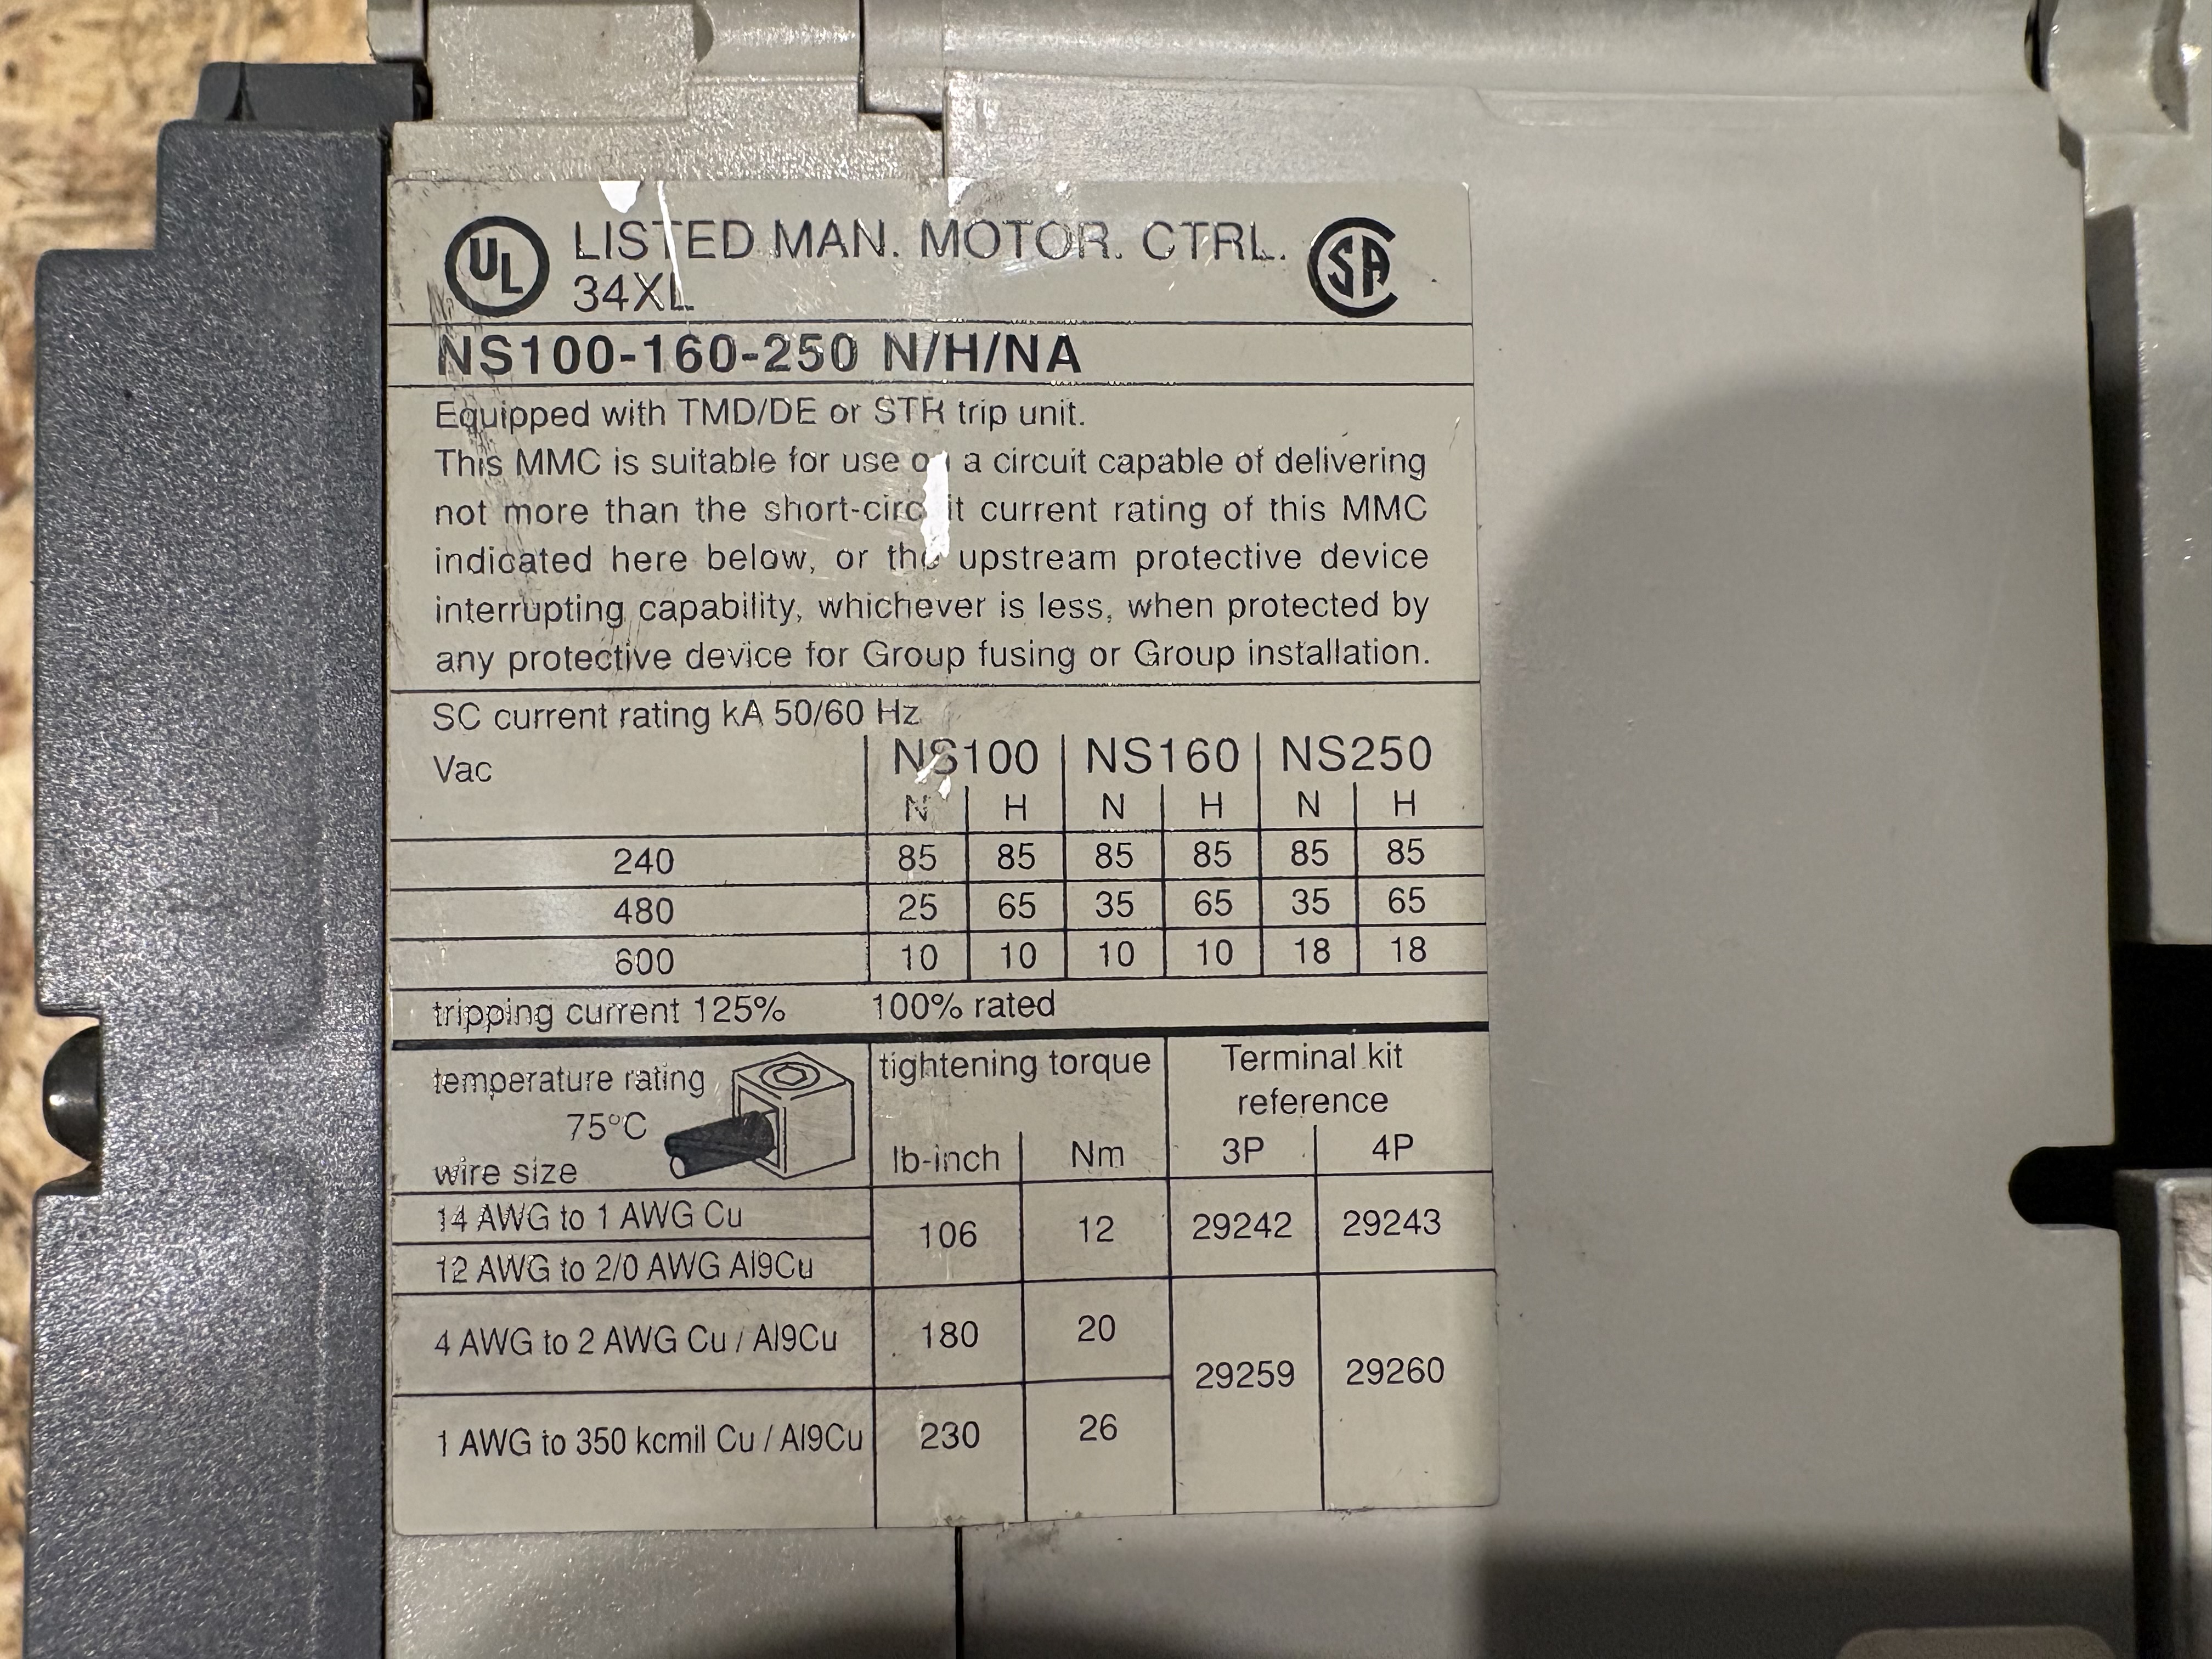 UL LISTED MAN. MOTOR. CTRL. SA
34XL
NS100-160-250 N/H/NA
Equipped with TMD/DE or STR trip unit.
This MMC is suitable for use on a circuit capable of delivering
not more than the short-circuit current rating of this MMC
indicated here below, or the upstream protective device
interrupting capability, whichever is less, when protected by
any protective device for Group fusing or Group installation.
SC current rating kA 50/60 Hz
Vac NS100 NS160 NS250
N H N H N H
240 85 85 85 85 85 85
480 25 65 35 65 35 65
600 10 10 10 10 18 18
tripping current 125% 100% rated
temperature rating tightening torque Terminal kit
75°C reference
wire size lb-inch Nm 3P 4P
14 AWG to 1 AWG Cu 106 12 29242 29243
12 AWG to 2/0 AWG Al9Cu
4 AWG to 2 AWG Cu / Al9Cu 180 20 29259 29260
1 AWG to 350 kcmil Cu / Al9Cu 230 26